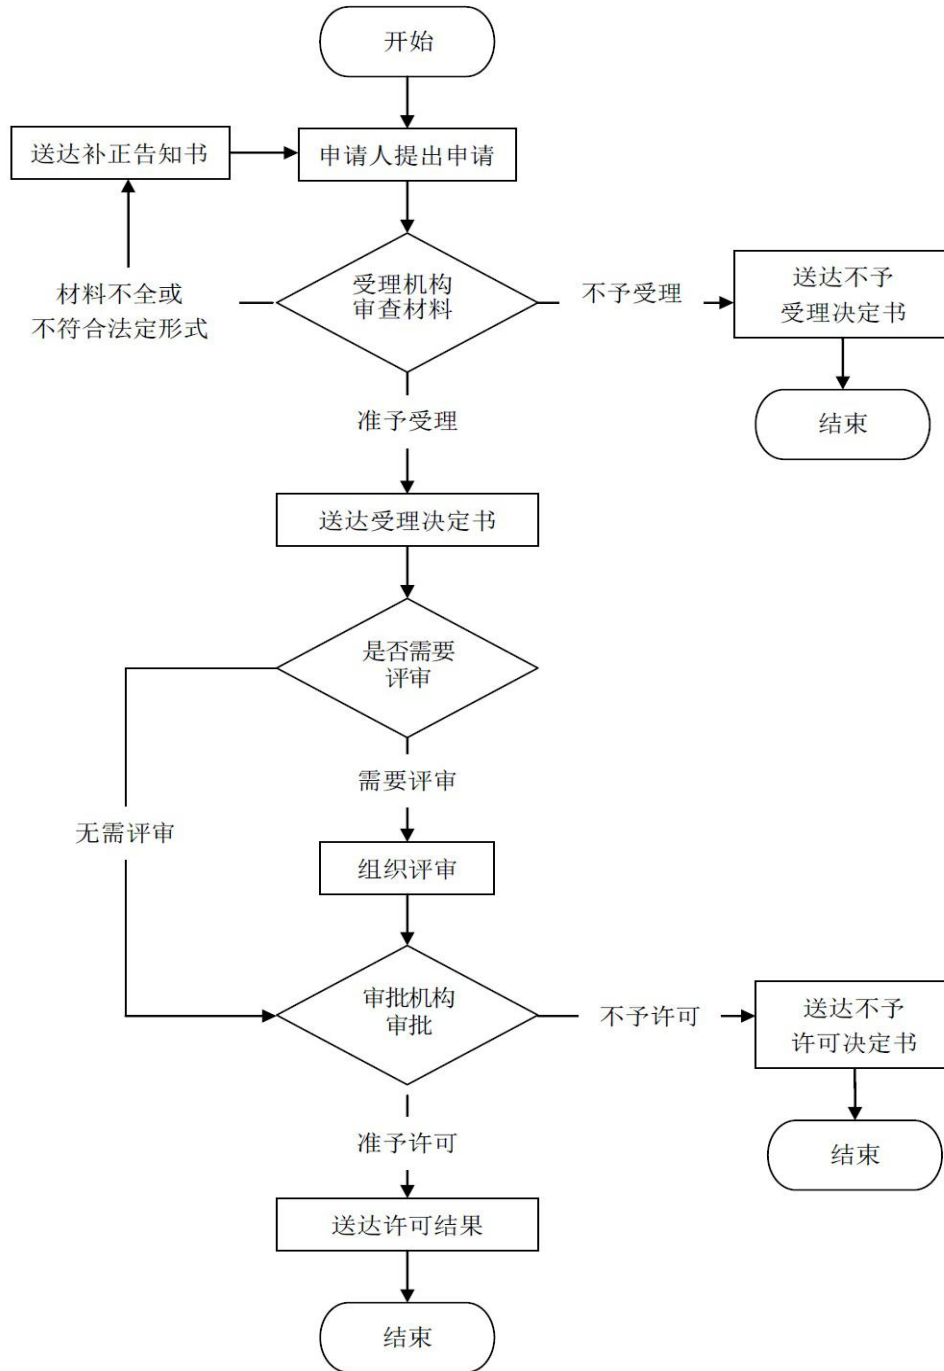 开始
送达补正告知书
申请人提出申请
材料不全或
不符合法定形式
受理机构
审查材料
不予受理
送达不予
受理决定书
结束
准予受理
送达受理决定书
是否需要
评审
需要评审
无需评审
组织评审
审批机构
审批
不予许可
送达不予
许可决定书
结束
准予许可
送达许可结果
结束